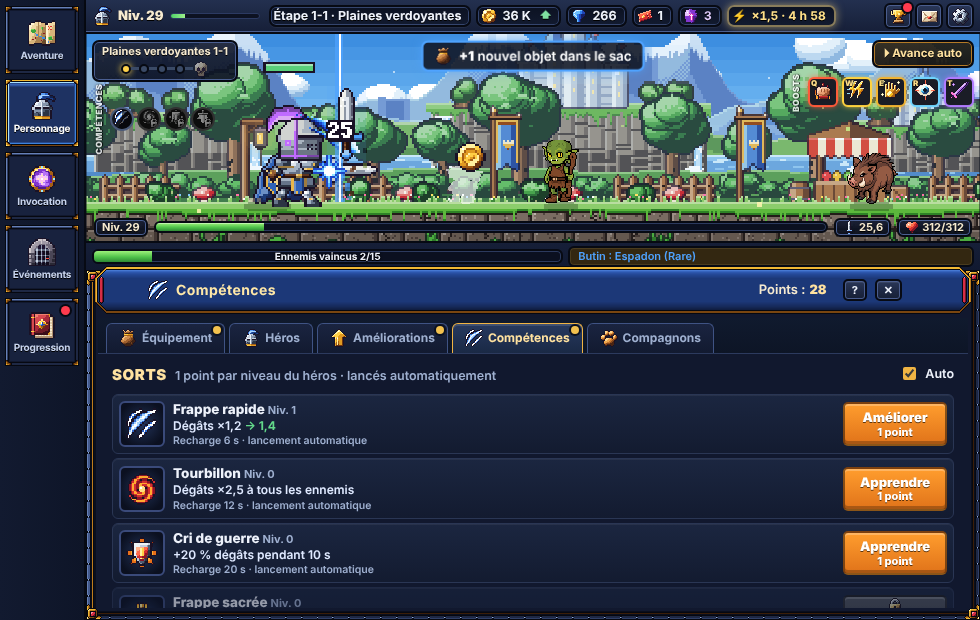 Niv. 29
Étape 1-1 · Plaines verdoyantes
36 K
266
1
3
×1,5 · 4 h 58
Aventure
Personnage
Invocation
Événements
Progression
Plaines verdoyantes 1-1
+1 nouvel objet dans le sac
Avance auto
COMPÉTENCES
BOOSTS
25
Niv. 29
25,6
312/312
Ennemis vaincus 2/15
Butin : Espadon (Rare)
Compétences
Points : 28
?
×
Équipement
Héros
Améliorations
Compétences
Compagnons
SORTS 1 point par niveau du héros · lancés automatiquement
Auto
Frappe rapide Niv. 1
Dégâts ×1,2 → 1,4
Recharge 6 s · lancement automatique
Améliorer
1 point
Tourbillon Niv. 0
Dégâts ×2,5 à tous les ennemis
Recharge 12 s · lancement automatique
Apprendre
1 point
Cri de guerre Niv. 0
+20 % dégâts pendant 10 s
Recharge 20 s · lancement automatique
Apprendre
1 point
Frappe sacrée Niv. 0